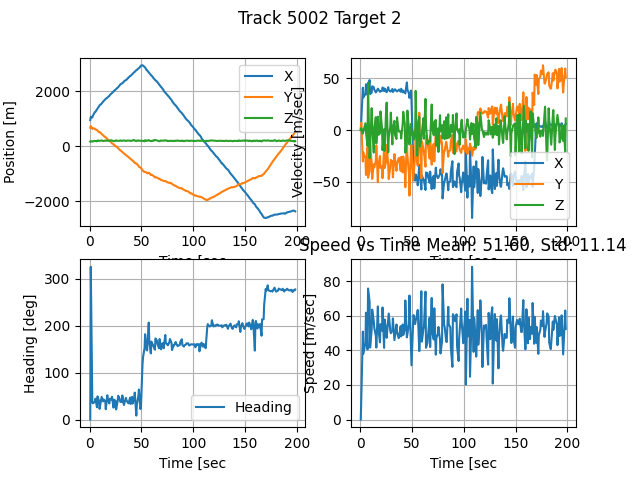 Track 5002 Target 2
Position [m]
2000
0
−2000
0
50
100
150
200
X
Y
Z
Velocity [m/sec]
50
0
−50
0
50
100
150
200
X
Y
Z
Time [sec
Time [sec
Speed vs Time Mean: 51.60, Std: 11.14
Heading [deg]
300
200
100
0
0
50
100
150
200
Heading
Time [sec
Speed [m/sec]
80
60
40
20
0
0
50
100
150
200
Time [sec